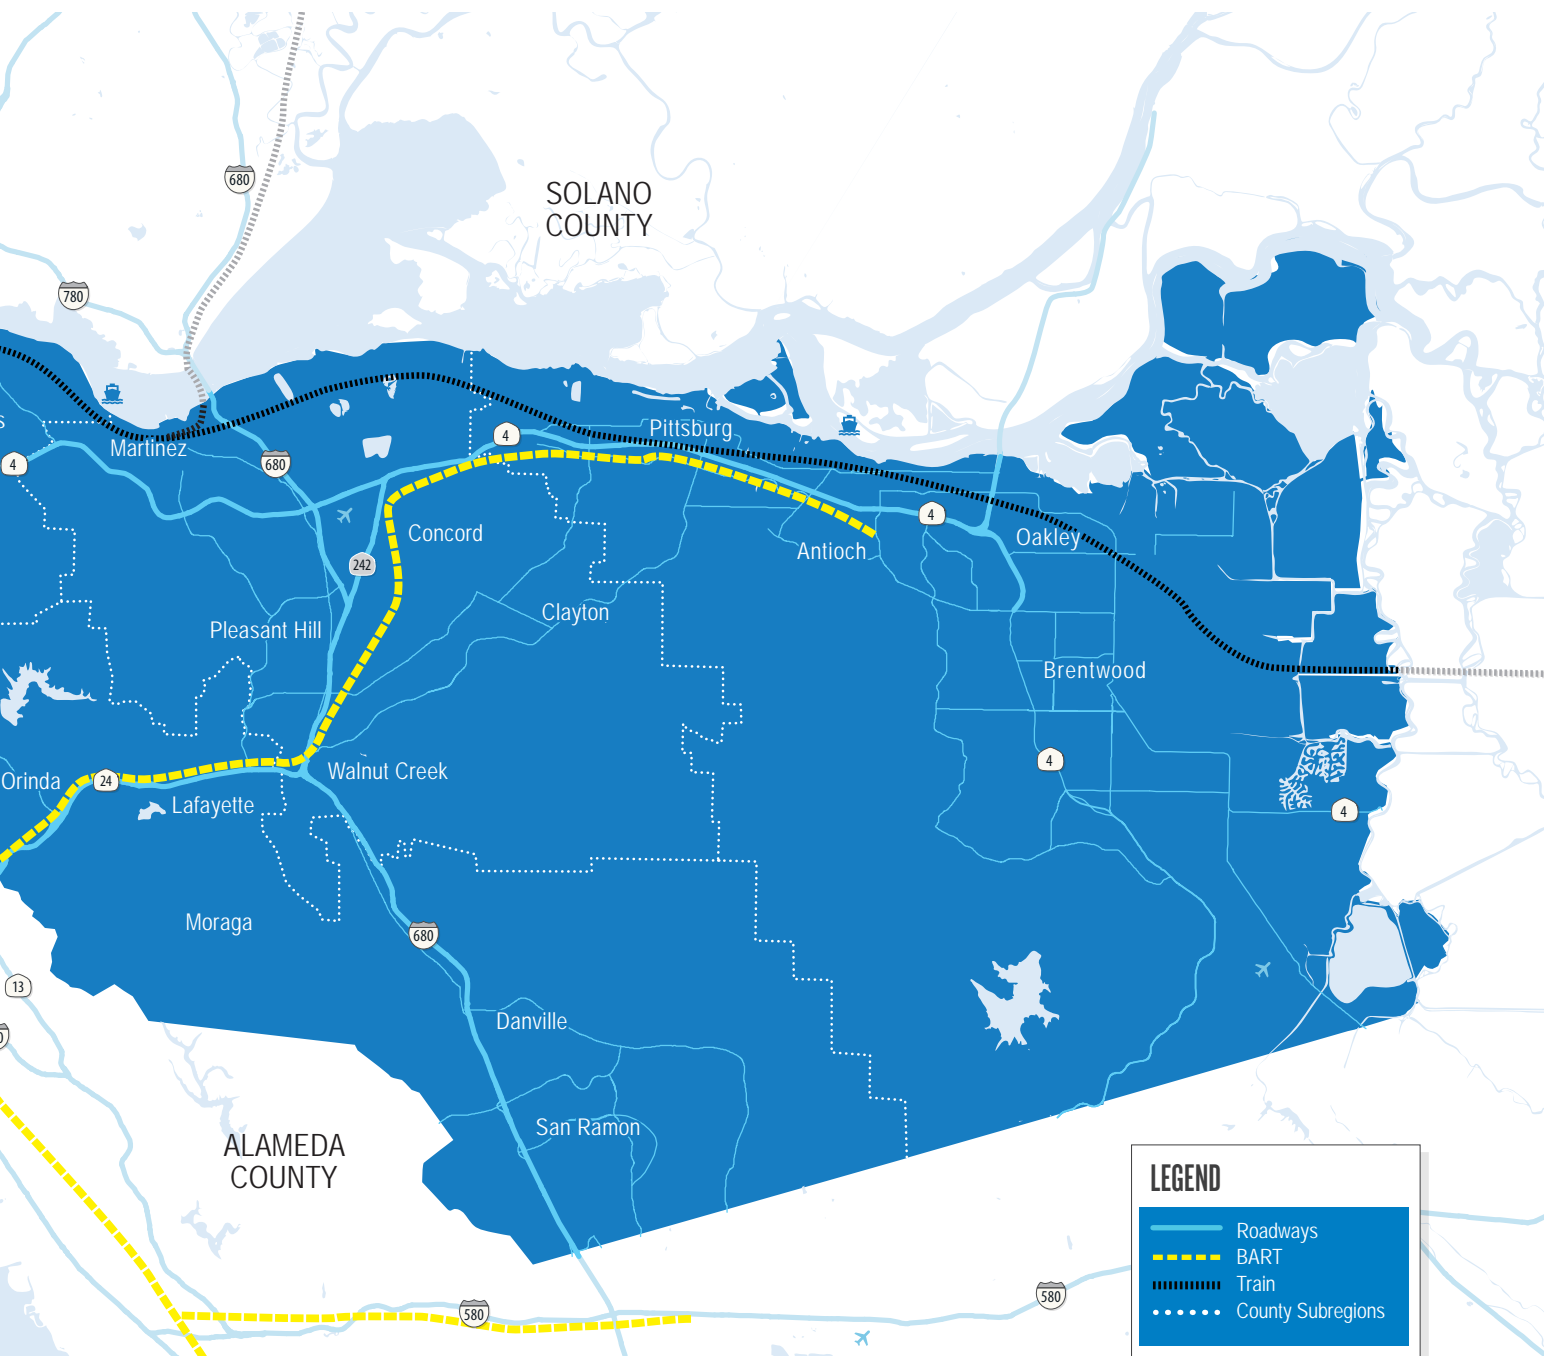 680
SOLANO
COUNTY
780
Martinez
4
Pittsburg
4
680
4
Concord
Antioch
Oakley
242
Clayton
Pleasant Hill
Brentwood
Orinda
24
Walnut Creek
4
Lafayette
4
Moraga
680
13
Danville
San Ramon
ALAMEDA
COUNTY
580
580
LEGEND
Roadways
BART
Train
County Subregions